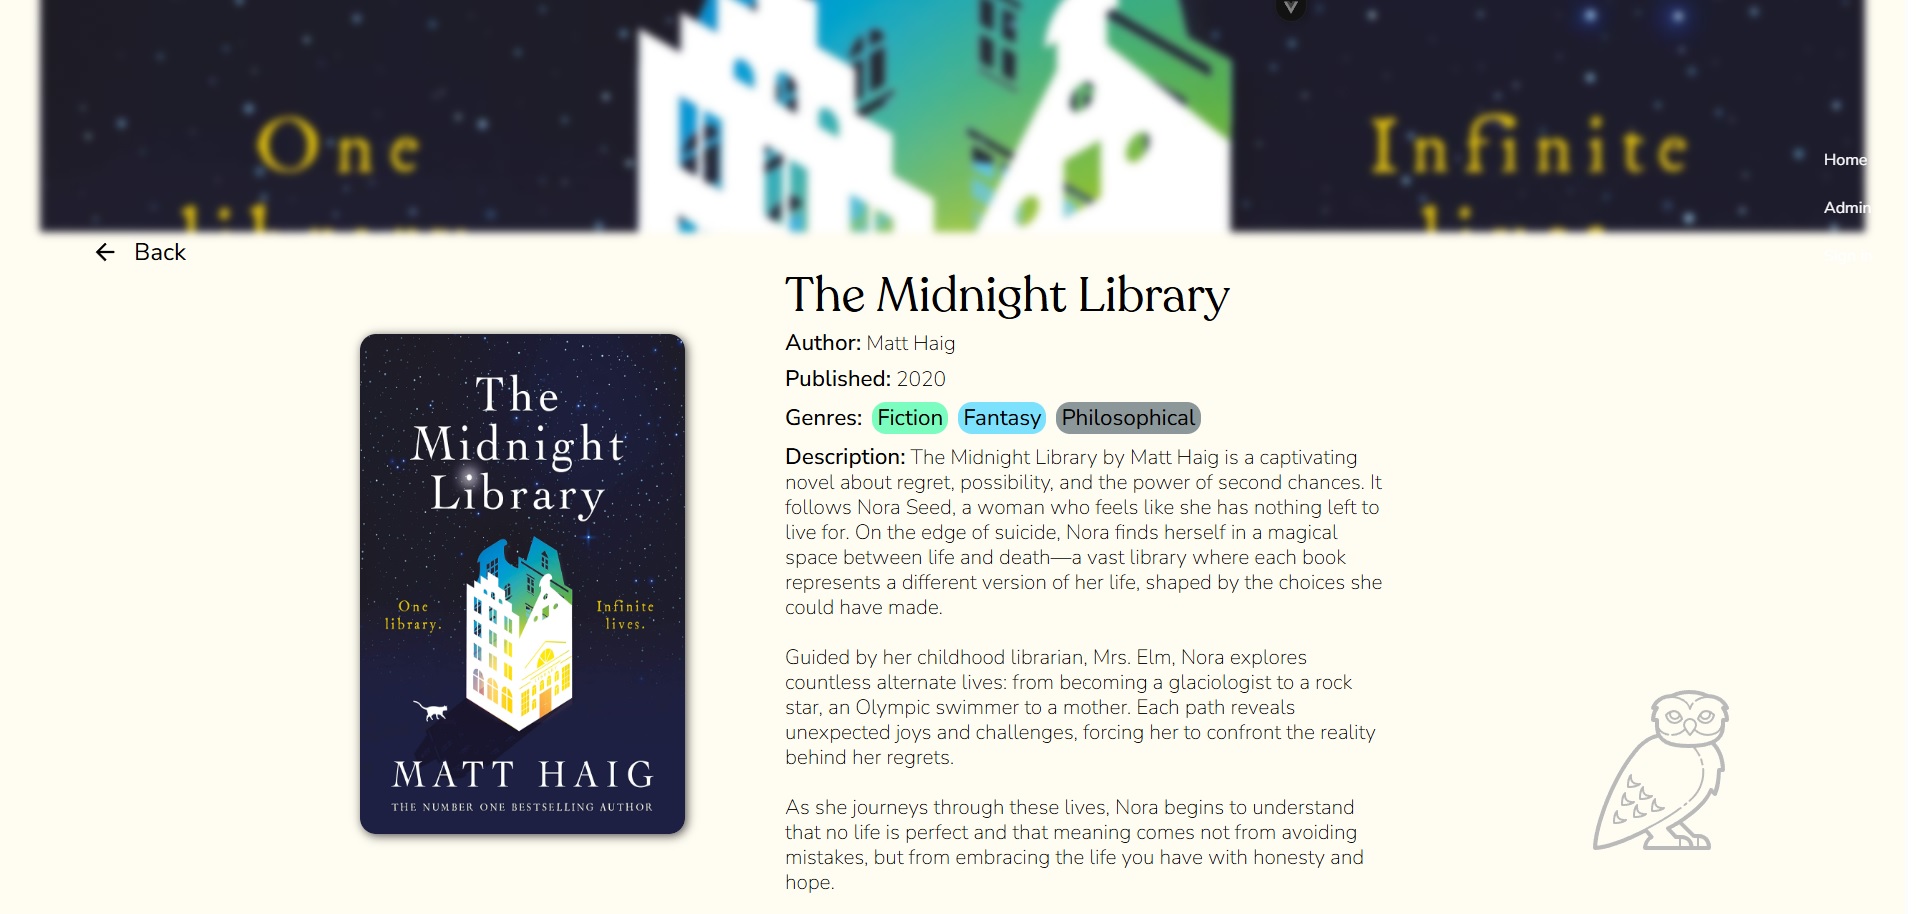 One
Infinite
Home
Admin
Back
The Midnight Library
Author: Matt Haig
Published: 2020
Genres: Fiction Fantasy Philosophical
Description: The Midnight Library by Matt Haig is a captivating
novel about regret, possibility, and the power of second chances. It
follows Nora Seed, a woman who feels like she has nothing left to
live for. On the edge of suicide, Nora finds herself in a magical
space between life and death—a vast library where each book
represents a different version of her life, shaped by the choices she
could have made.
Guided by her childhood librarian, Mrs. Elm, Nora explores
countless alternate lives: from becoming a glaciologist to a rock
star, an Olympic swimmer to a mother. Each path reveals
unexpected joys and challenges, forcing her to confront the reality
behind her regrets.
As she journeys through these lives, Nora begins to understand
that no life is perfect and that meaning comes not from avoiding
mistakes, but from embracing the life you have with honesty and
hope.
The
Midnight
Library
One
library.
Infinite
lives.
MATT HAIG
THE NUMBER ONE BESTSELLING AUTHOR